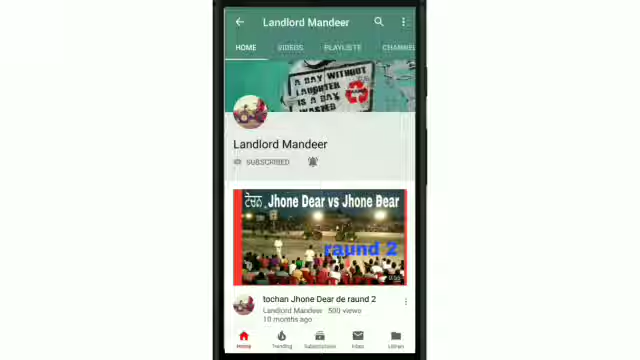 Landlord Mandeer
HOME VIDEOS PLAYLISTS CHANNEL
A DAY WITHOUT
LAUGHTER
IS A DAY
WASTED
Landlord Mandeer
SUBSCRIBED
ਟੋਚਨ Jhone Dear vs Jhone Dear
raund 2
tochan Jhone Dear de raund 2
Landlord Mandeer 500 views
10 months ago
Home Trending Subscriptions Inbox Library